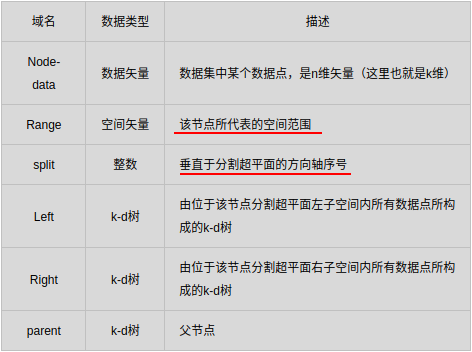 域名 数据类型 描述
Node-
data 数据矢量 数据集中某个数据点，是n维矢量（这里也就是k维）
Range 空间矢量 该节点所代表的空间范围
split 整数 垂直于分割超平面的方向轴序号
Left k-d树 由位于该节点分割超平面左子空间内所有数据点所构
成的k-d树
Right k-d树 由位于该节点分割超平面右子空间内所有数据点所构
成的k-d树
parent k-d树 父节点